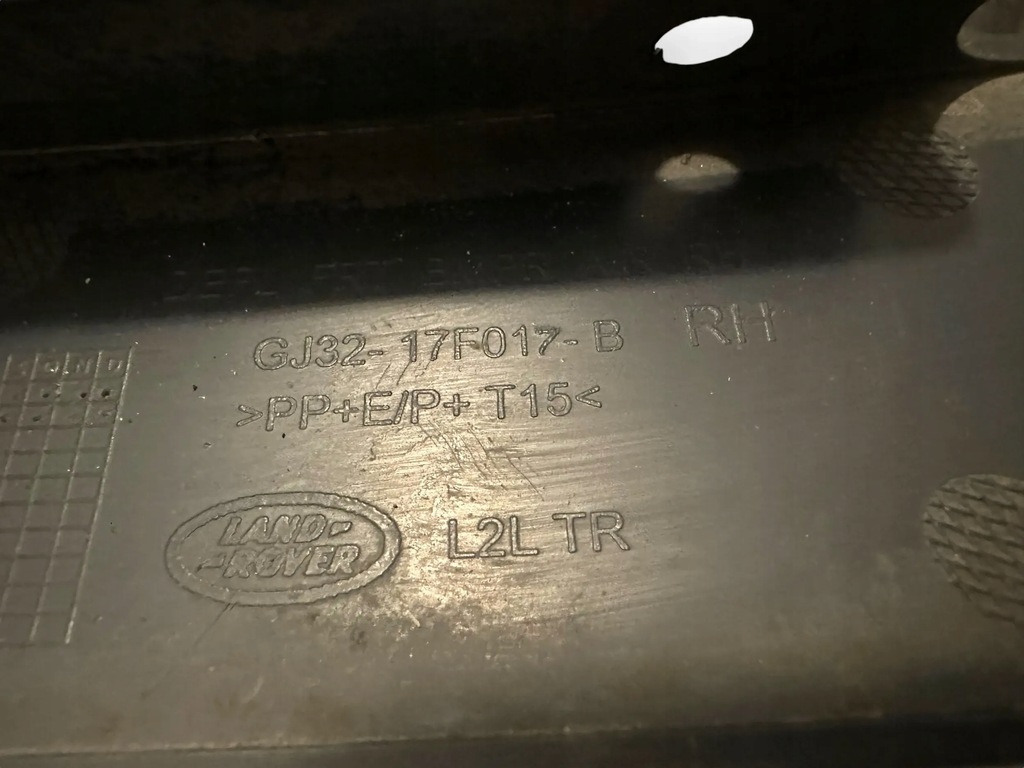 GJ32- 17F017- B RH
>PP+E/P+ T15<
LAND-
-ROVER
L2L TR